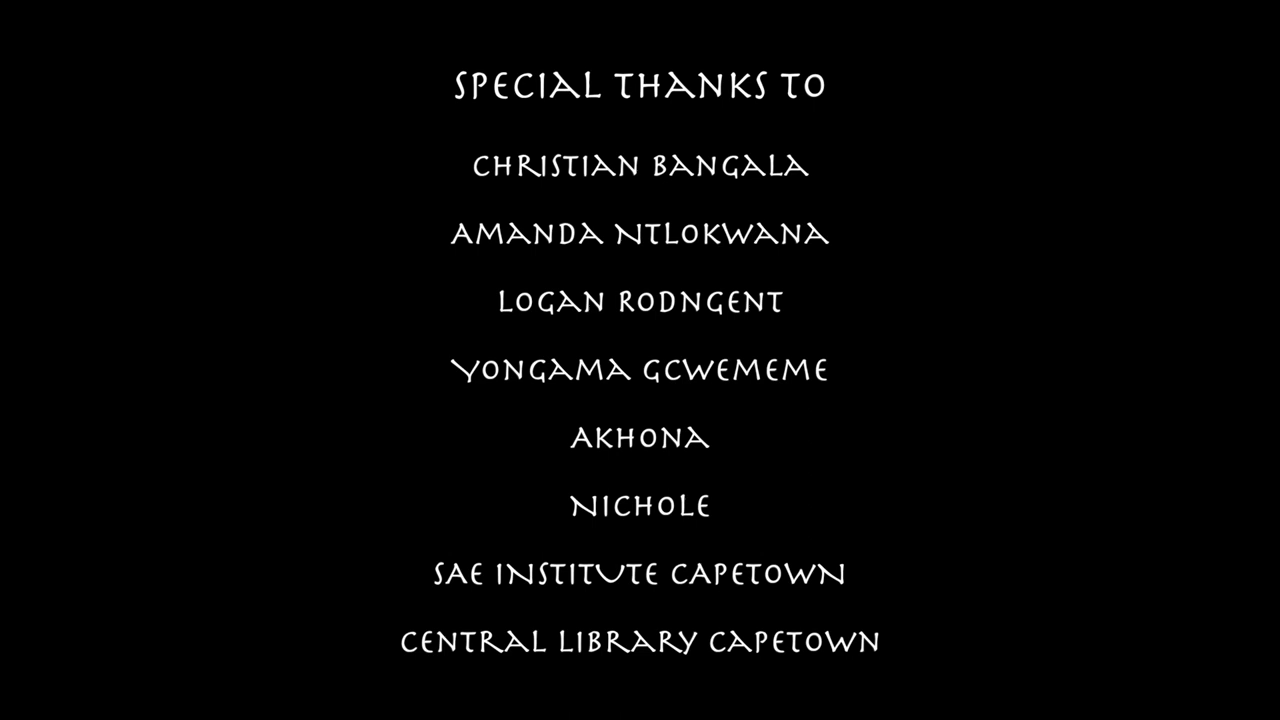 SPECIAL THANKS TO
CHRISTIAN BANGALA
AMANDA NTLOKWANA
LOGAN RODNGENT
YONGAMA GCWEMEME
AKHONA
NICHOLE
SAE INSTITUTE CAPETOWN
CENTRAL LIBRARY CAPETOWN